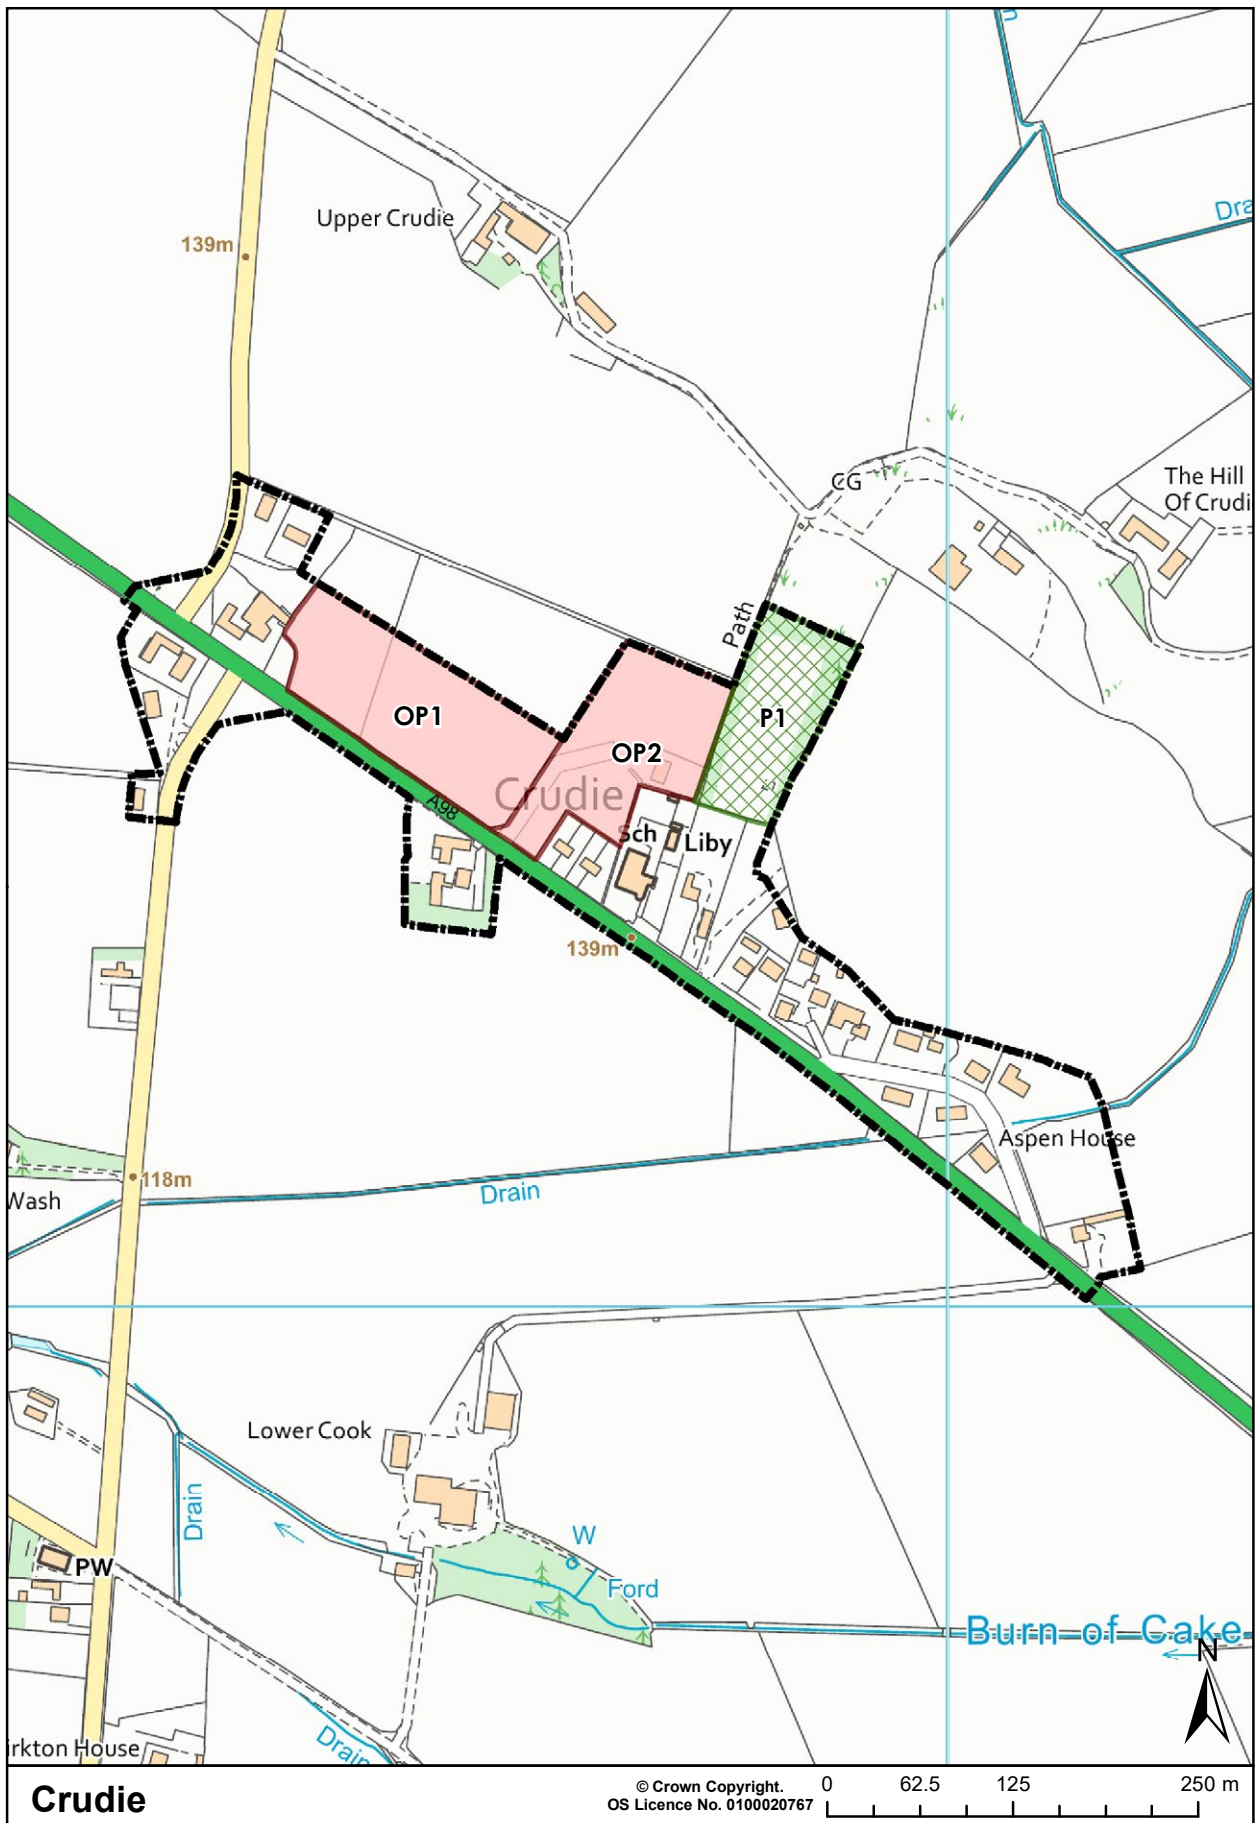 Dra
Upper Crudie
139m
CG
The Hill
Of Crudi
Path
OP1
P1
OP2
Crudie
A98
Sch
Liby
139m
Aspen House
118m
Drain
Wash
Lower Cook
Drain
W
PW
Ford
Burn of Cake
N
irkton House
Drain
Crudie
© Crown Copyright.
OS Licence No. 0100020767
0 62.5 125 250 m